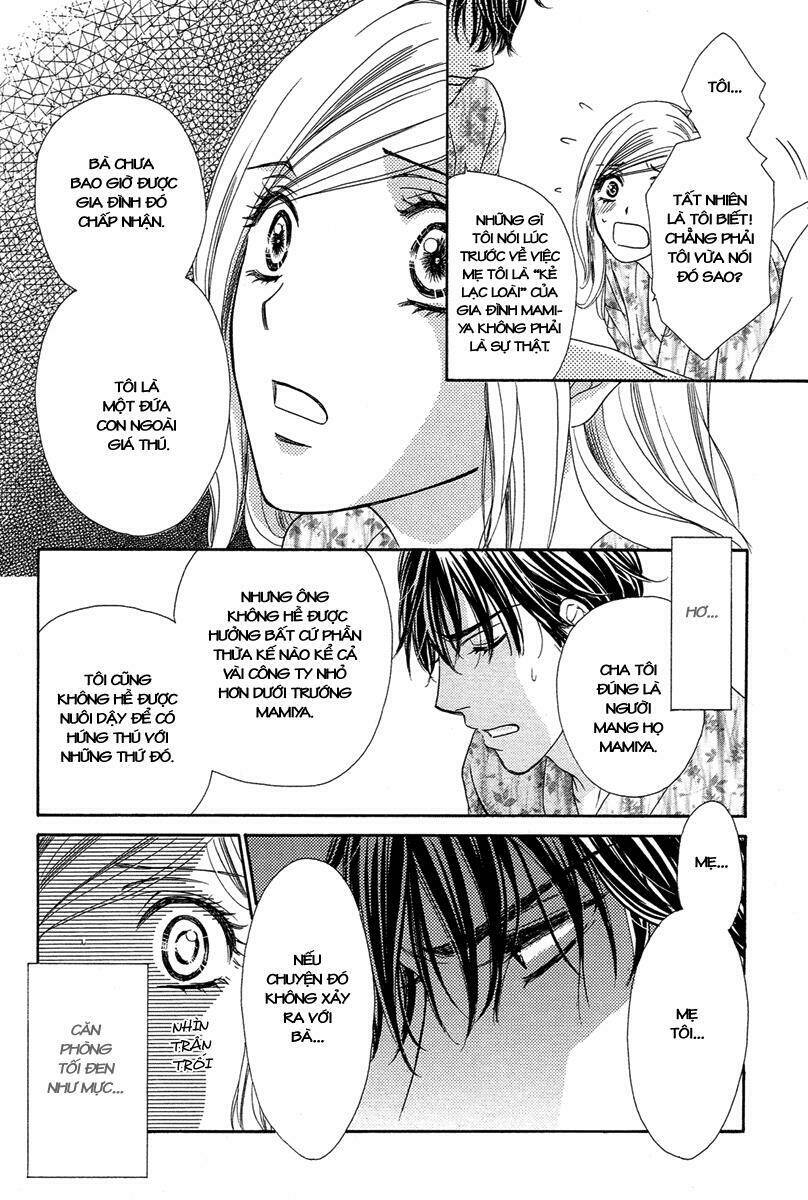 TÔI...
TẤT NHIÊN
LÀ TÔI BIẾT!
CHẲNG PHẢI
TÔI VỪA NÓI
ĐÓ SAO?
NHỮNG GÌ
TÔI NÓI LÚC
TRƯỚC VỀ VIỆC
MẸ TÔI LÀ "KẺ
LẠC LOÀI" CỦA
GIA ĐÌNH MAMI-
YA KHÔNG PHẢI
LÀ SỰ THẬT.
BÀ CHƯA
BAO GIỜ ĐƯỢC
GIA ĐÌNH ĐÓ
CHẤP NHẬN.
TÔI LÀ
MỘT ĐỨA
CON NGOÀI
GIÁ THÚ.
HƠ...
CHA TÔI
ĐÚNG LÀ
NGƯỜI
MANG HỌ
MAMIYA.
NHƯNG ÔNG
KHÔNG HỀ ĐƯỢC
HƯỞNG BẤT CỨ PHẦN
THỪA KẾ NÀO KỂ CẢ
VÀI CÔNG TY NHỎ
HƠN DƯỚI TRƯỚNG
MAMIYA.
TÔI CŨNG
KHÔNG HỀ ĐƯỢC
NUÔI DẬY ĐỂ CÓ
HỨNG THÚ VỚI
NHỮNG THỨ ĐÓ.
MẸ...
MẸ
TÔI...
NẾU
CHUYỆN ĐÓ
KHÔNG XẢY
RA VỚI
BÀ...
NHÌN
TRÂN
TRỐI
CĂN
PHÒNG
TỐI ĐEN
NHƯ MỰC...